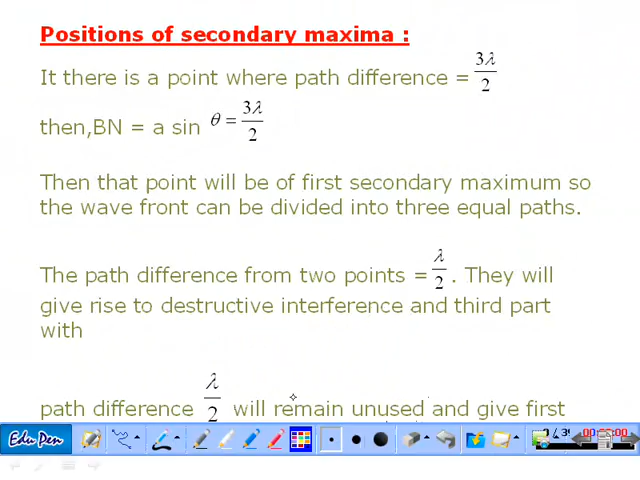 Positions of secondary maxima :
It there is a point where path difference = 3λ/2
then,BN = a sin θ = 3λ/2
Then that point will be of first secondary maximum so
the wave front can be divided into three equal paths.
The path difference from two points = λ/2 . They will
give rise to destructive interference and third part
with
path difference λ/2 will remain unused and give first
Edu Pen